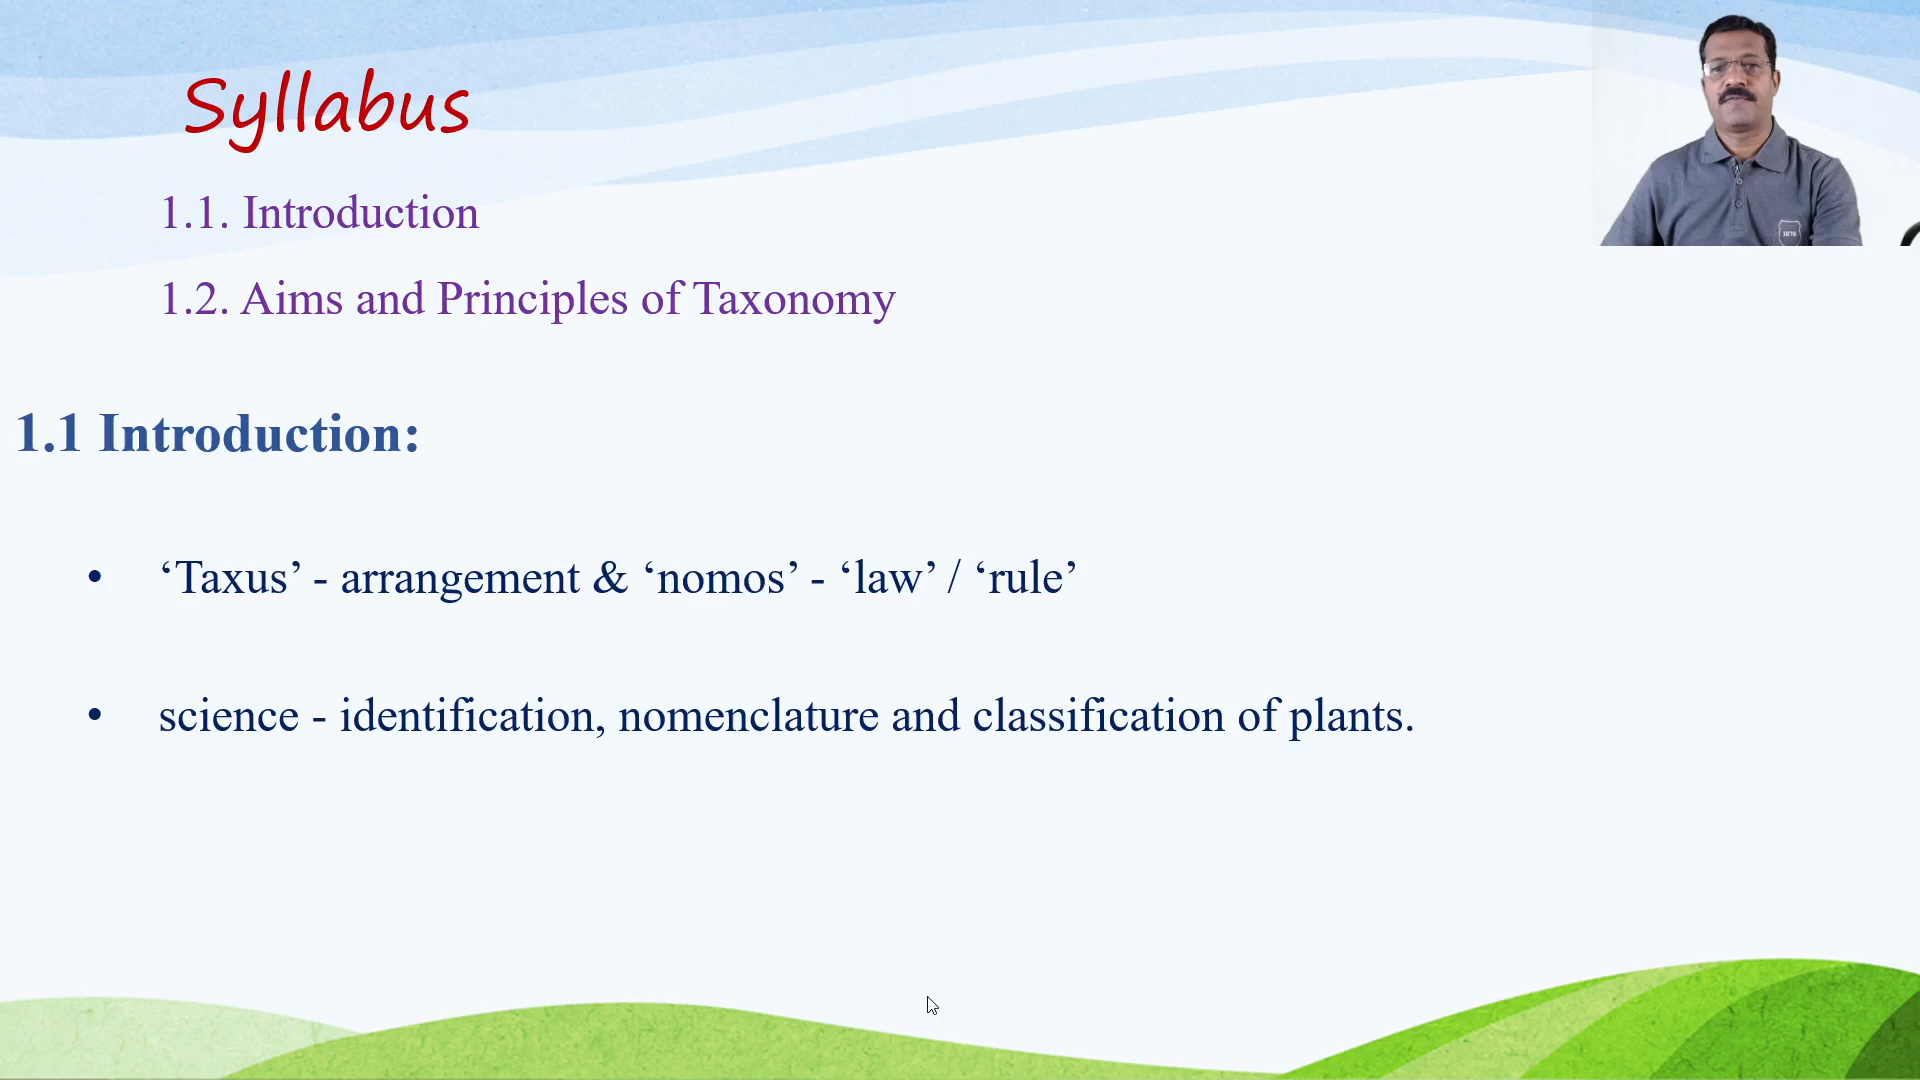 Syllabus
1.1. Introduction
1.2. Aims and Principles of Taxonomy
1.1 Introduction:
• ‘Taxus’ - arrangement & ‘nomos’ - ‘law’ / ‘rule’
• science - identification, nomenclature and classification of plants.